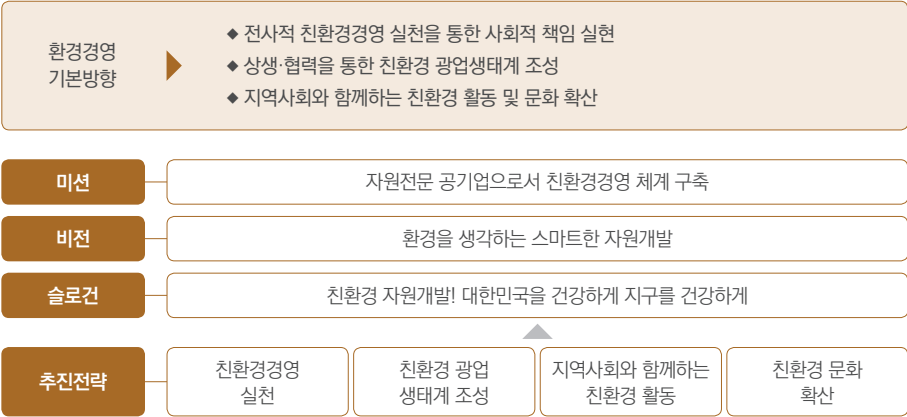 환경경영
기본방향
◆ 전사적 친환경경영 실천을 통한 사회적 책임 실현
◆ 상생·협력을 통한 친환경 광업생태계 조성
◆ 지역사회와 함께하는 친환경 활동 및 문화 확산
미션
자원전문 공기업으로서 친환경경영 체계 구축
비전
환경을 생각하는 스마트한 자원개발
슬로건
친환경 자원개발! 대한민국을 건강하게 지구를 건강하게
추진전략
친환경경영
실천
친환경 광업
생태계 조성
지역사회와 함께하는
친환경 활동
친환경 문화
확산